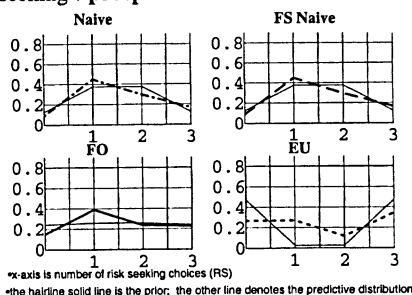 Naive FS Naive
0.8 0.8
0.6 0.6
0.4 0.4
0.2 0.2
0 0
1 2 3 1 2 3
FO EU
0.8 0.8
0.6 0.6
0.4 0.4
0.2 0.2
0 0
1 2 3 1 2 3
•x-axis is number of risk seeking choices (RS)
•the hairline solid line is the prior; the other line denotes the predictive distribution